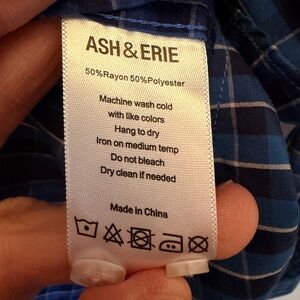 ASH & ERIE
50%Rayon 50%Polyester
Machine wash cold
with like colors
Hang to dry
Iron on medium temp
Do not bleach
Dry clean if needed
Made in China